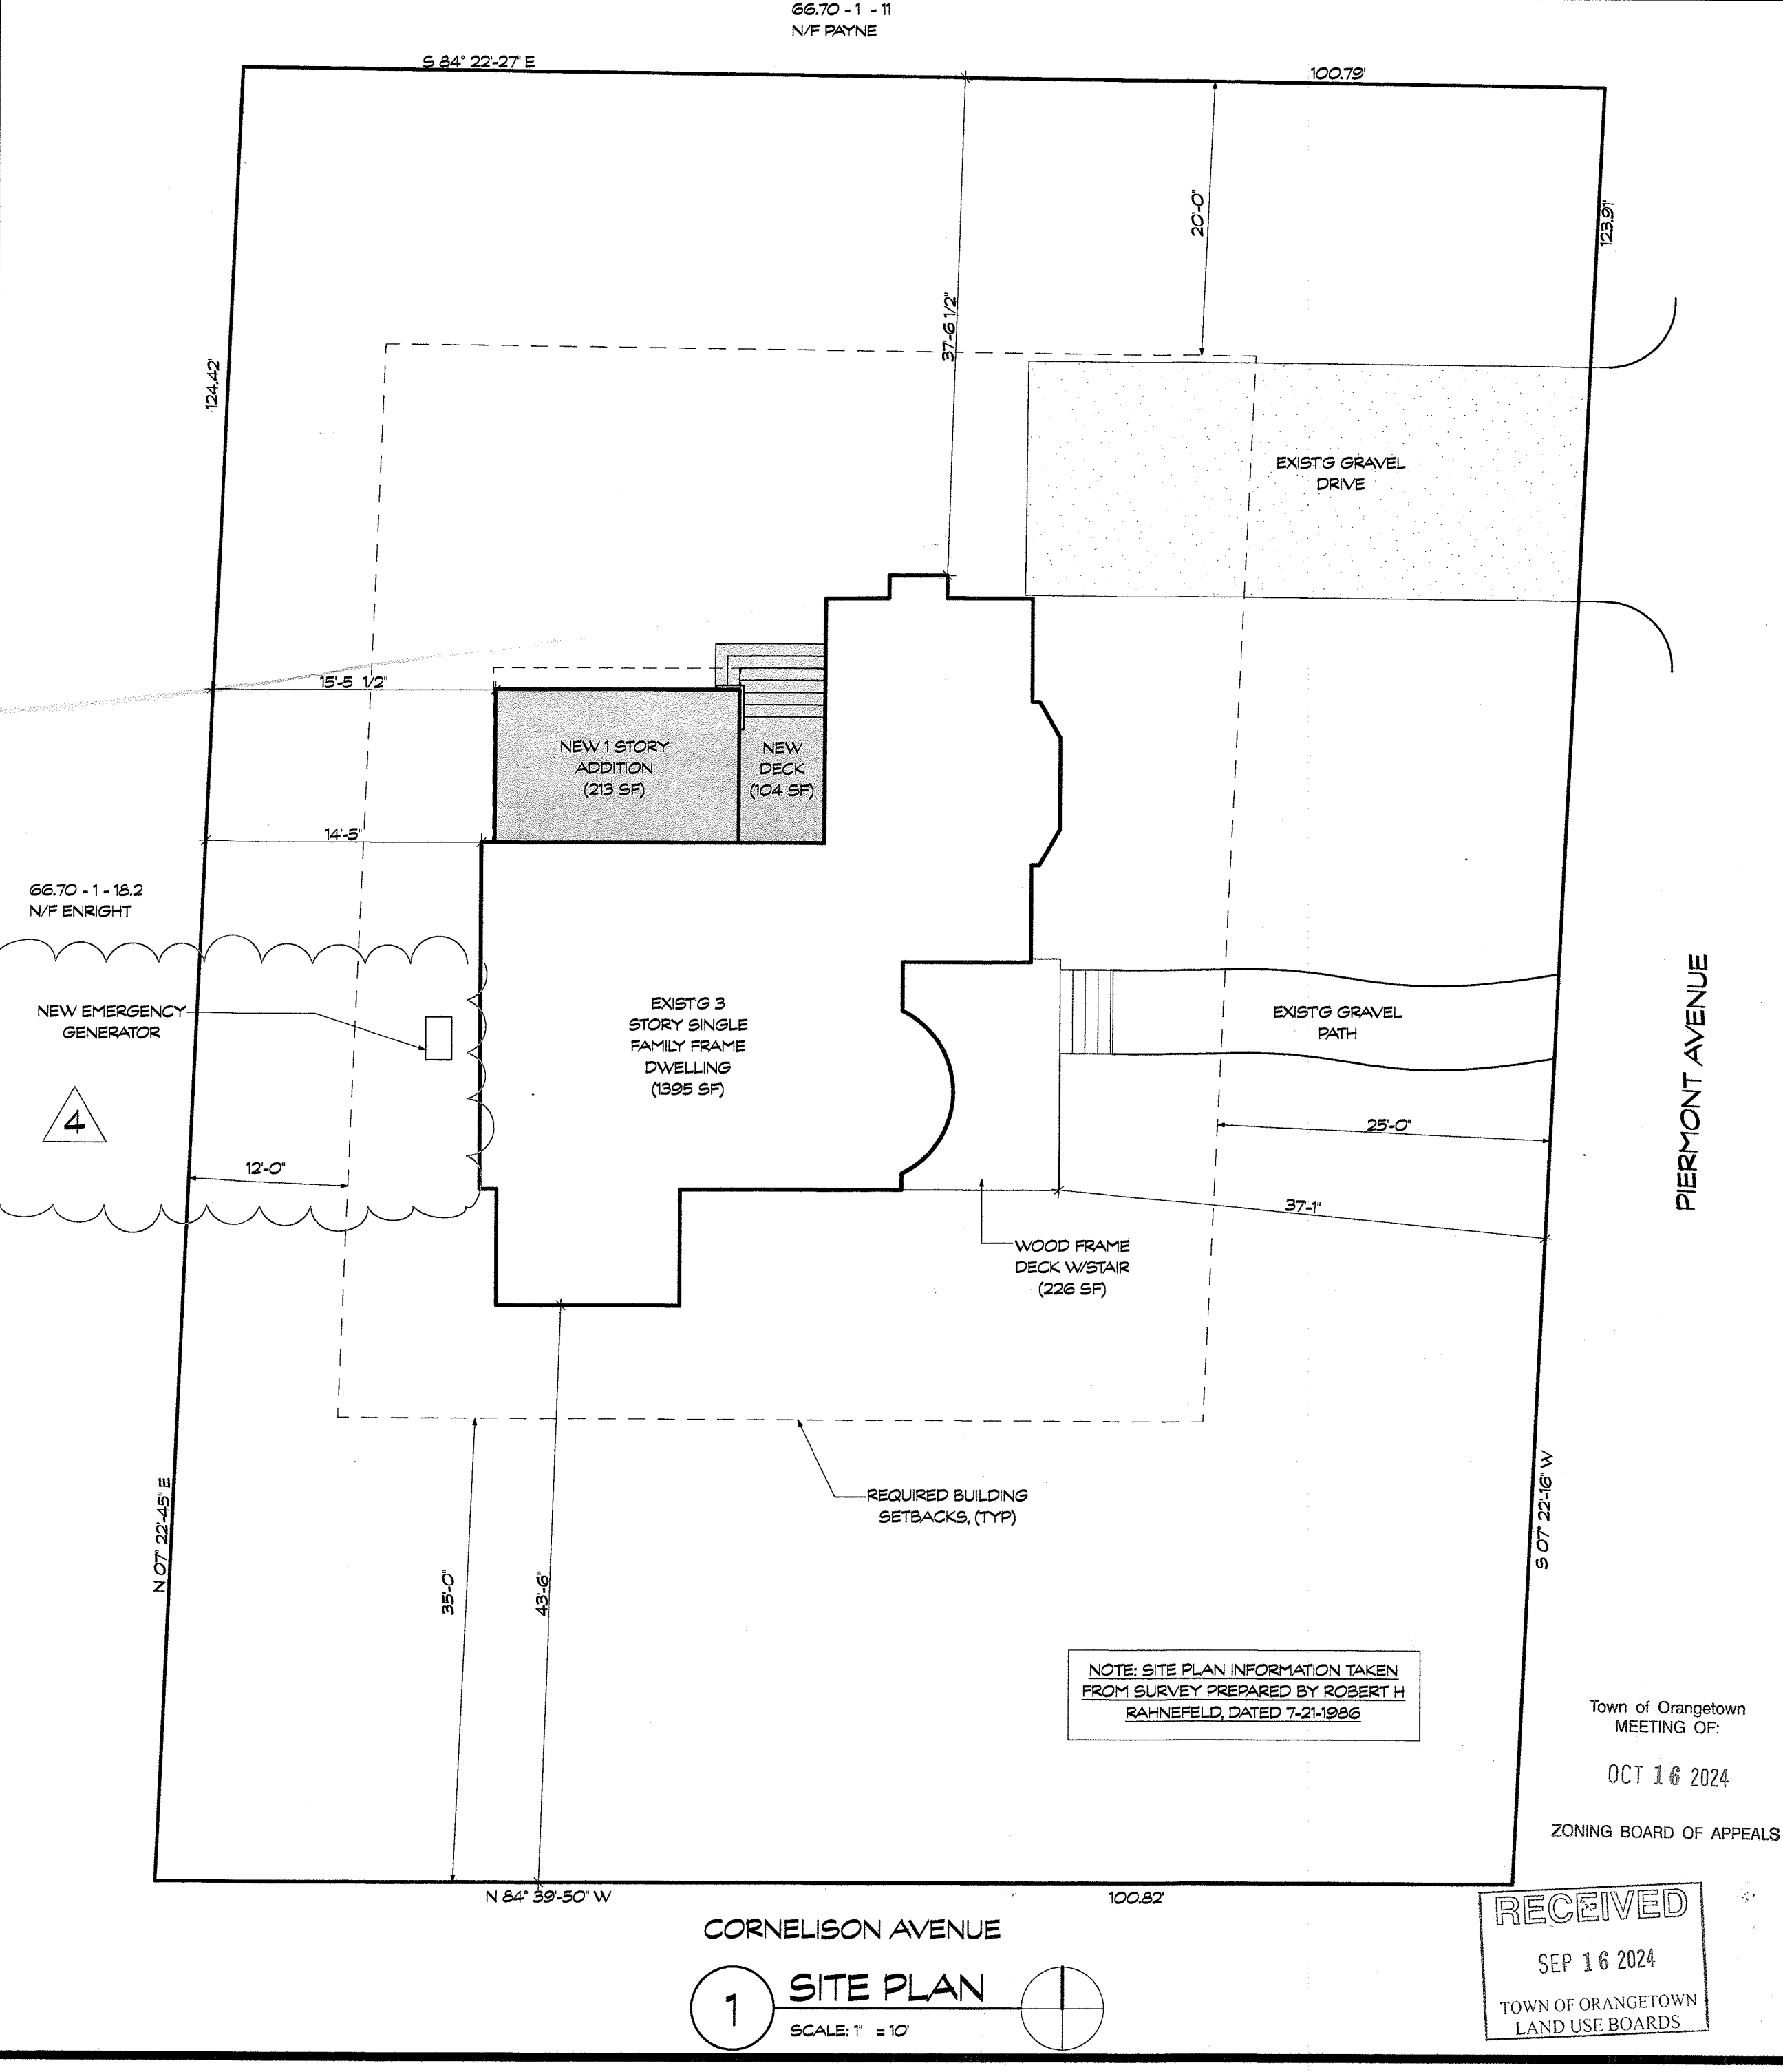 66.70 - 1 - 11
N/F PAYNE
S 84° 22'-27" E
100.79'
20'-0"
123.91'
37'-6 1/2"
124.42'
EXIST'G GRAVEL
DRIVE
15'-5 1/2"
NEW 1 STORY
ADDITION
(213 SF)
NEW
DECK
(104 SF)
14'-5"
66.70 - 1 - 18.2
N/F ENRIGHT
NEW EMERGENCY
GENERATOR
4
12'-0"
EXIST'G 3
STORY SINGLE
FAMILY FRAME
DWELLING
(1395 SF)
EXIST'G GRAVEL
PATH
PIERMONT AVENUE
25'-0"
37'-1"
WOOD FRAME
DECK W/STAIR
(226 SF)
REQUIRED BUILDING
SETBACKS, (TYP)
N 07° 22'-45" E
35'-0"
43'-6"
S 07° 22'-16" W
NOTE: SITE PLAN INFORMATION TAKEN
FROM SURVEY PREPARED BY ROBERT H
RAHNEFELD, DATED 7-21-1986
Town of Orangetown
MEETING OF:
OCT 16 2024
ZONING BOARD OF APPEALS
N 84° 39'-50" W
100.82'
CORNELISON AVENUE
1
SITE PLAN
SCALE: 1" = 10'
RECEIVED
SEP 16 2024
TOWN OF ORANGETOWN
LAND USE BOARDS